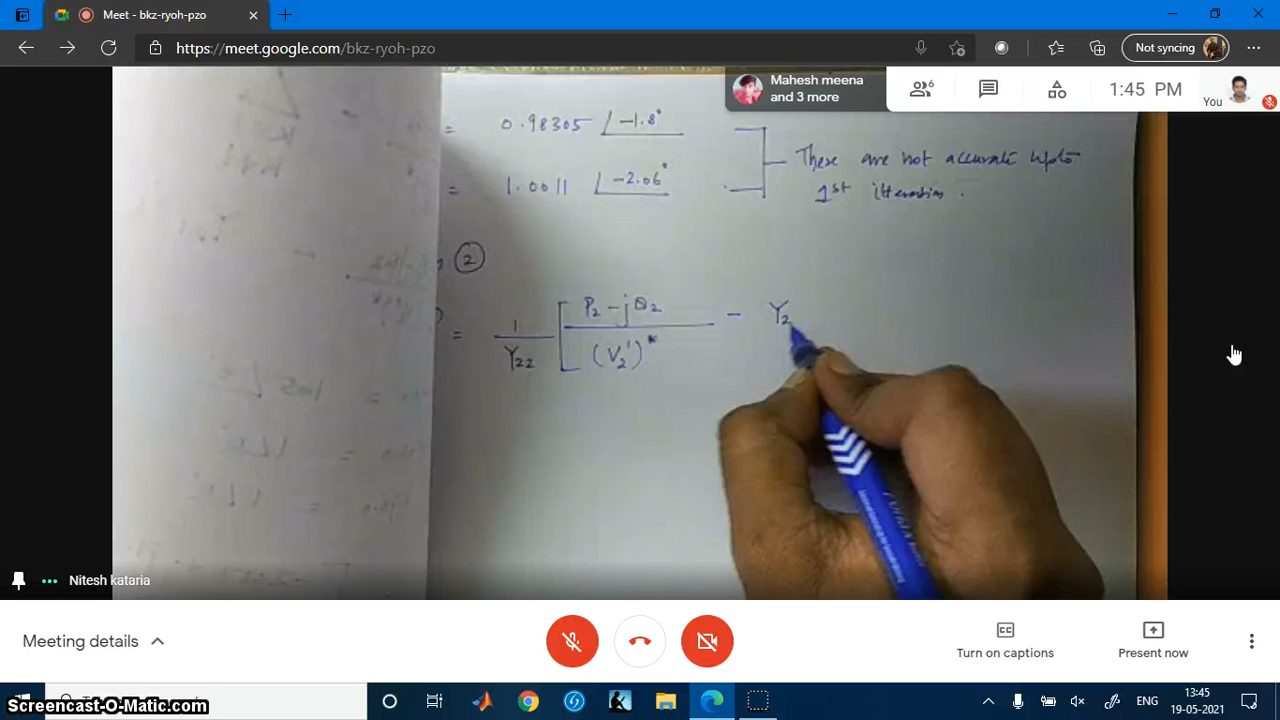 Meet - bkz-ryoh-pzo
https://meet.google.com/bkz-ryoh-pzo
Not syncing
Mahesh meena
and 3 more
6
1:45 PM
You
= 0.98305 ∠-1.8°
= 1.0011 ∠-2.06°
These are not accurate upto
1st iteration.
2
= 1/Y22 [ P2 - jQ2 / (V2')* - Y2
Nitesh kataria
Meeting details
Turn on captions
Present now
ENG
13:45
19-05-2021
Screencast-O-Matic.com